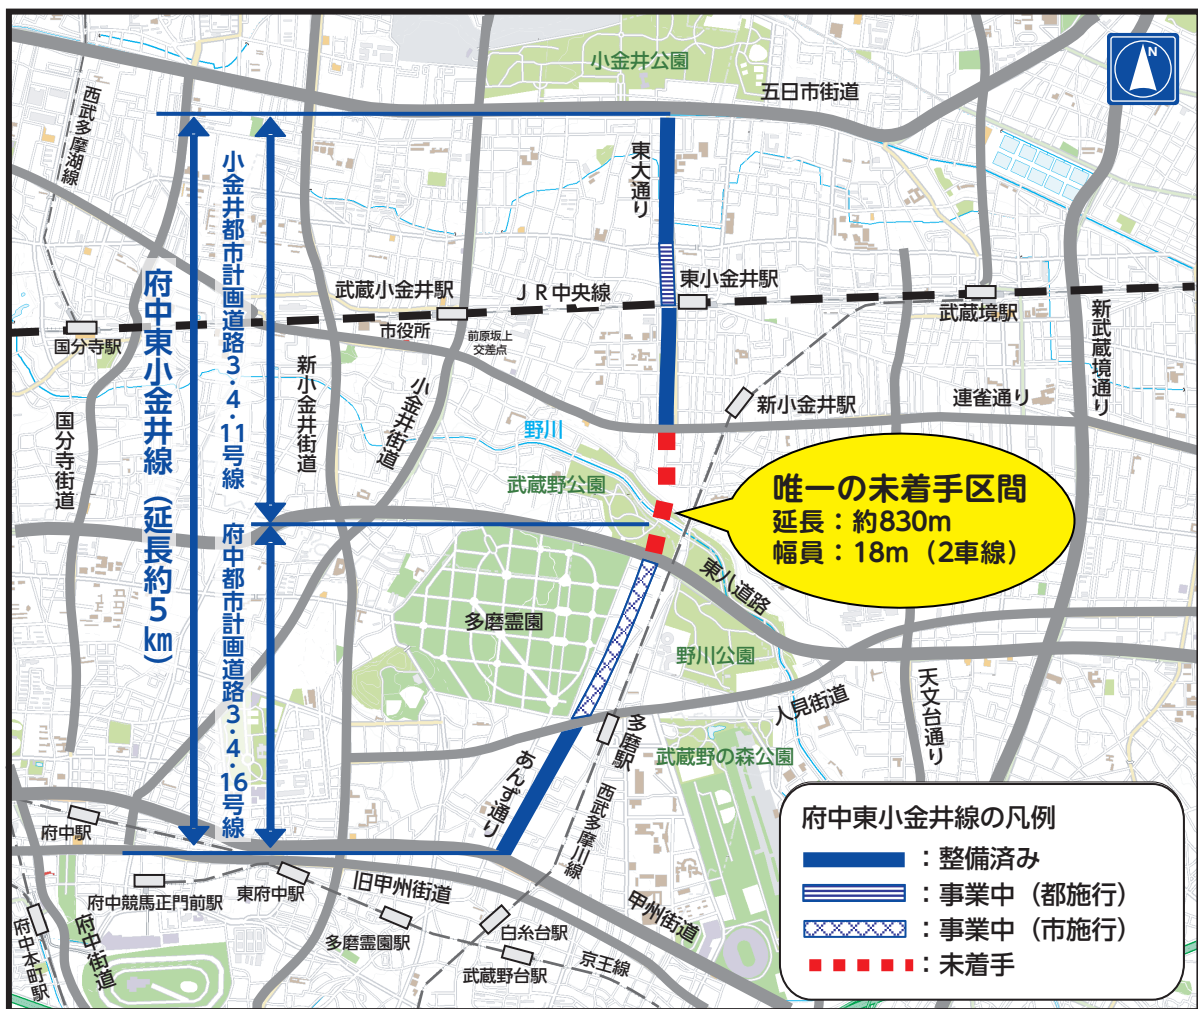 小金井公園
五日市街道
N
西武多摩湖線
東大通り
小金井都市計画道路3・4・11号線
府中東小金井線（延長約5㎞）
武蔵小金井駅
ＪＲ中央線
東小金井駅
武蔵境駅
国分寺駅
市役所
前原坂上
交差点
新武蔵境通り
新小金井街道
小金井街道
国分寺街道
新小金井駅
連雀通り
野川
武蔵野公園
唯一の未着手区間
延長：約830m
幅員：18m（2車線）
府中都市計画道路3・4・16号線
東八道路
多磨霊園
野川公園
人見街道
天文台通り
多磨駅
武蔵野の森公園
あんず通り
西武多摩川線
府中駅
府中競馬正門前駅
東府中駅
旧甲州街道
甲州街道
府中本町駅
府中街道
多磨霊園駅
白糸台駅
武蔵野台駅
京王線
府中東小金井線の凡例
：整備済み
：事業中（都施行）
：事業中（市施行）
：未着手